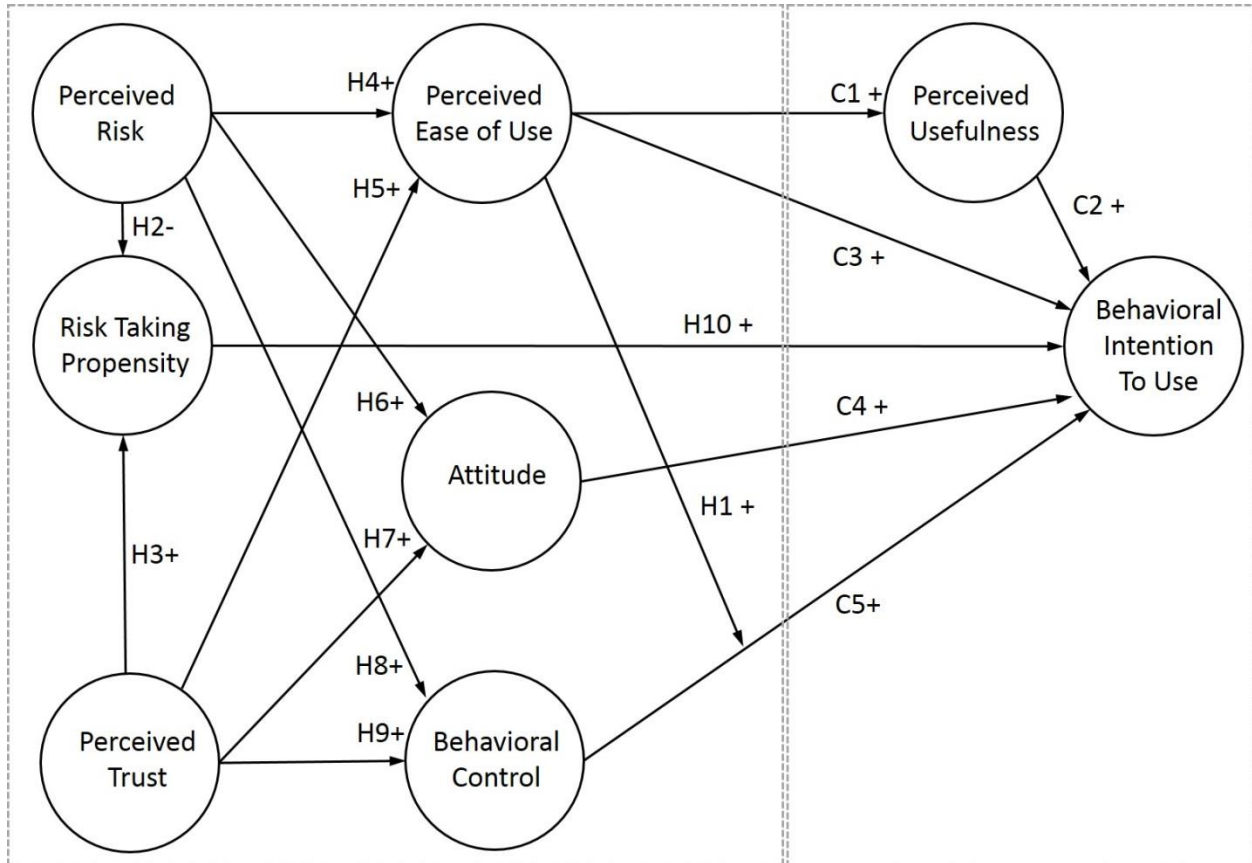 Perceived
Risk
H4+
Perceived
Ease of Use
C1 +
Perceived
Usefulness
H5+
H2-
C2 +
C3 +
Risk Taking
Propensity
H10 +
Behavioral
Intention
To Use
H6+
C4 +
Attitude
H1 +
H7+
H3+
C5+
H8+
Perceived
Trust
H9+
Behavioral
Control